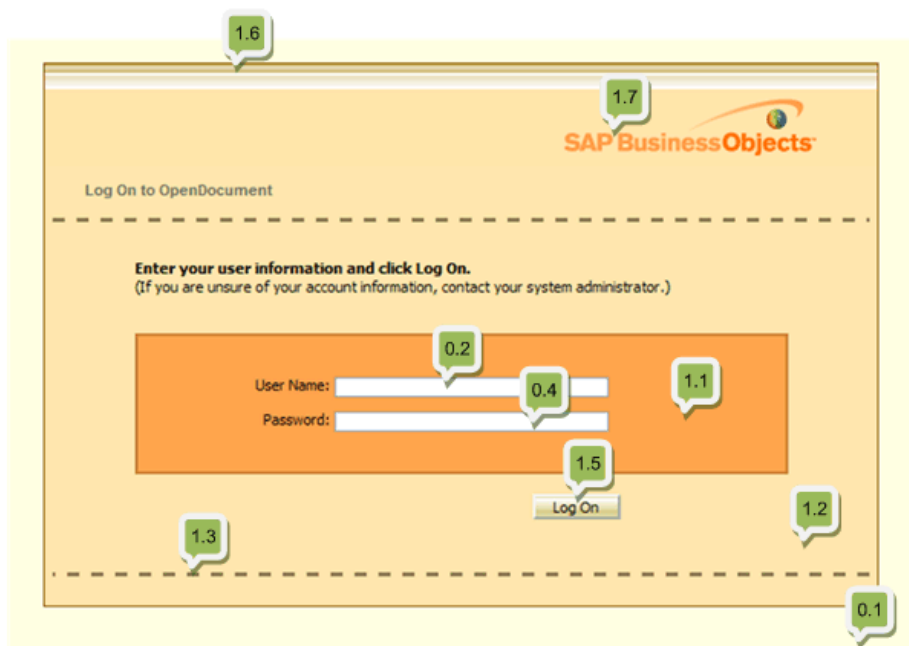 1.6
1.7
SAP BusinessObjects™
Log On to OpenDocument
Enter your user information and click Log On.
(If you are unsure of your account information, contact your system administrator.)
0.2
User Name:
0.4
1.1
Password:
1.5
Log On
1.2
1.3
0.1